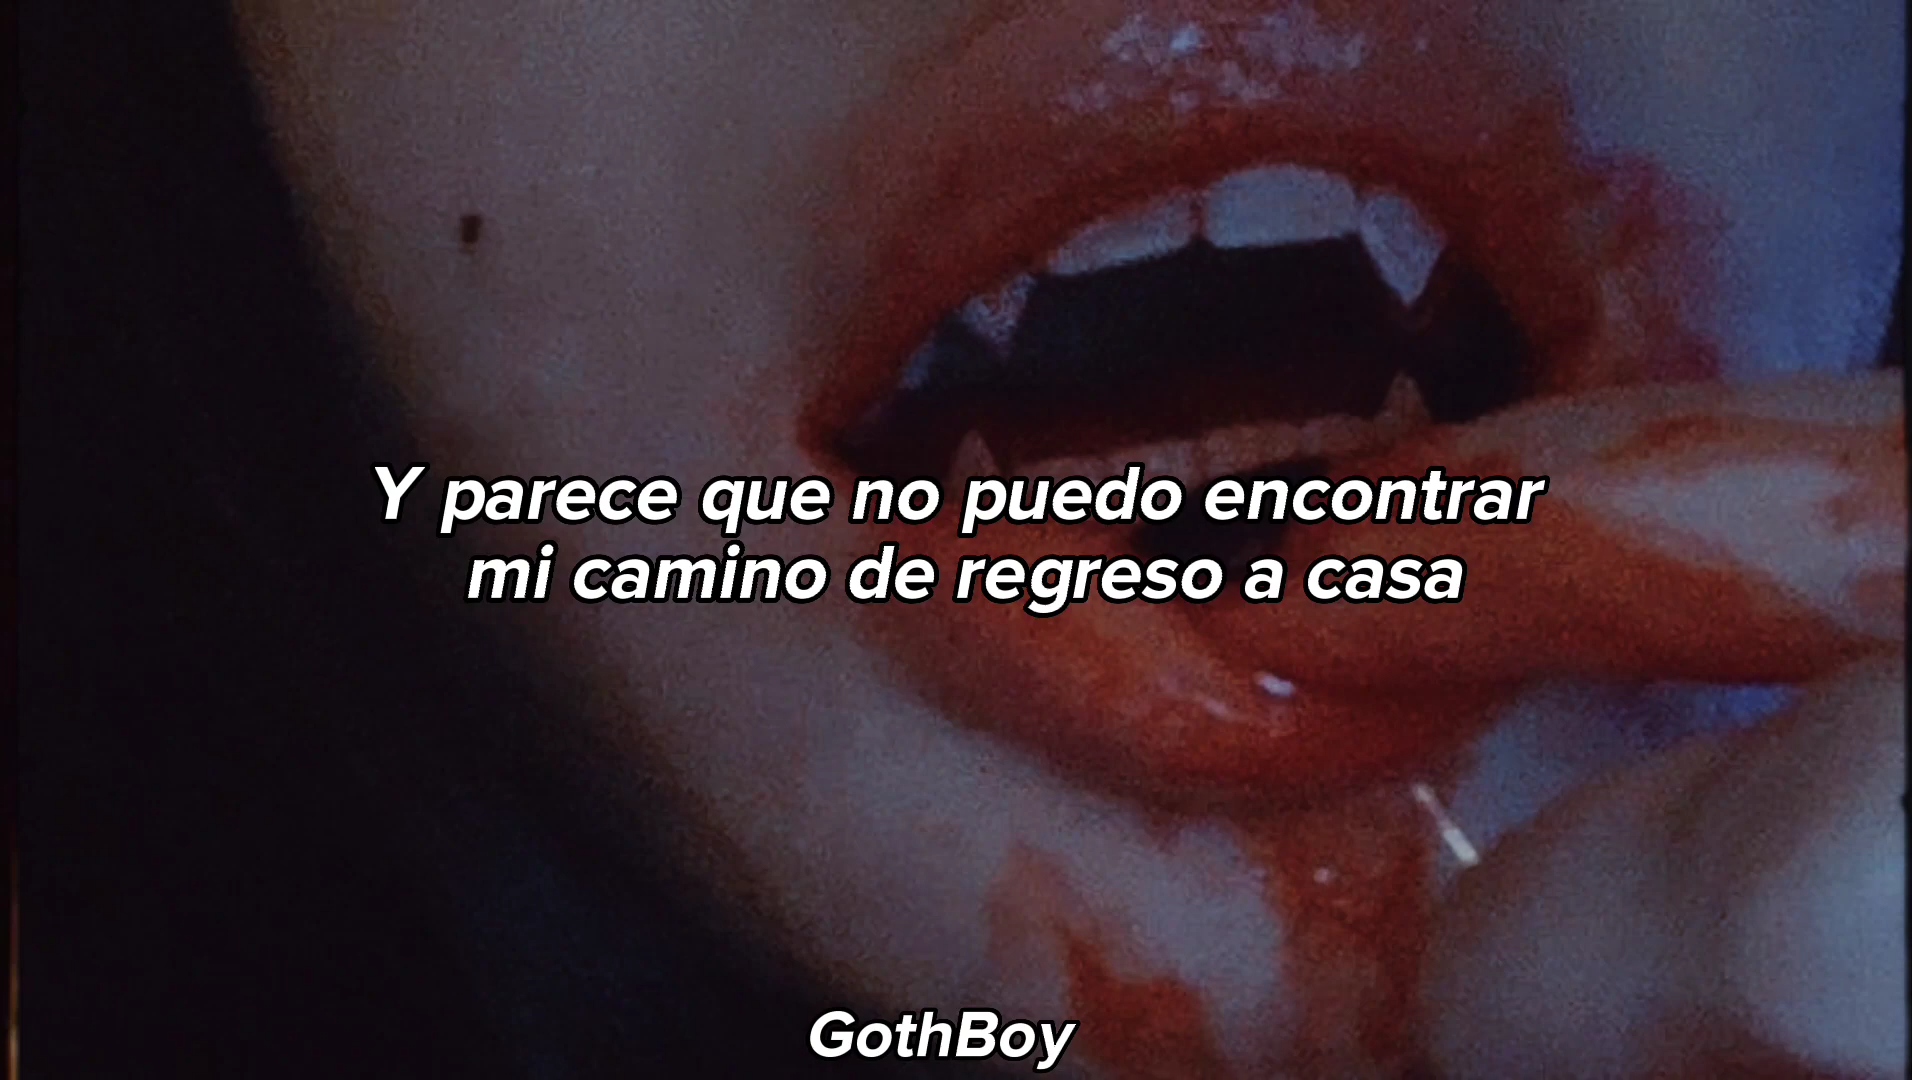 Y parece que no puedo encontrar
mi camino de regreso a casa
GothBoy